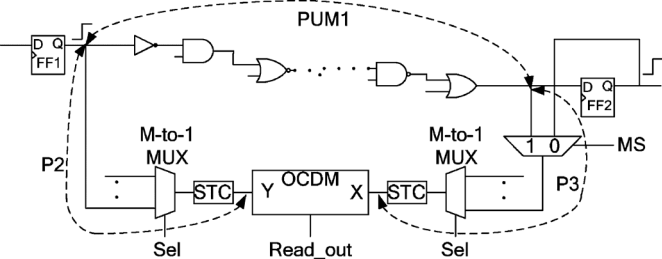 PUM1
D Q
FF1
D Q
FF2
M-to-1
MUX
M-to-1
MUX
1 0
MS
P2
P3
STC
Y OCDM X
STC
Sel
Read_out
Sel